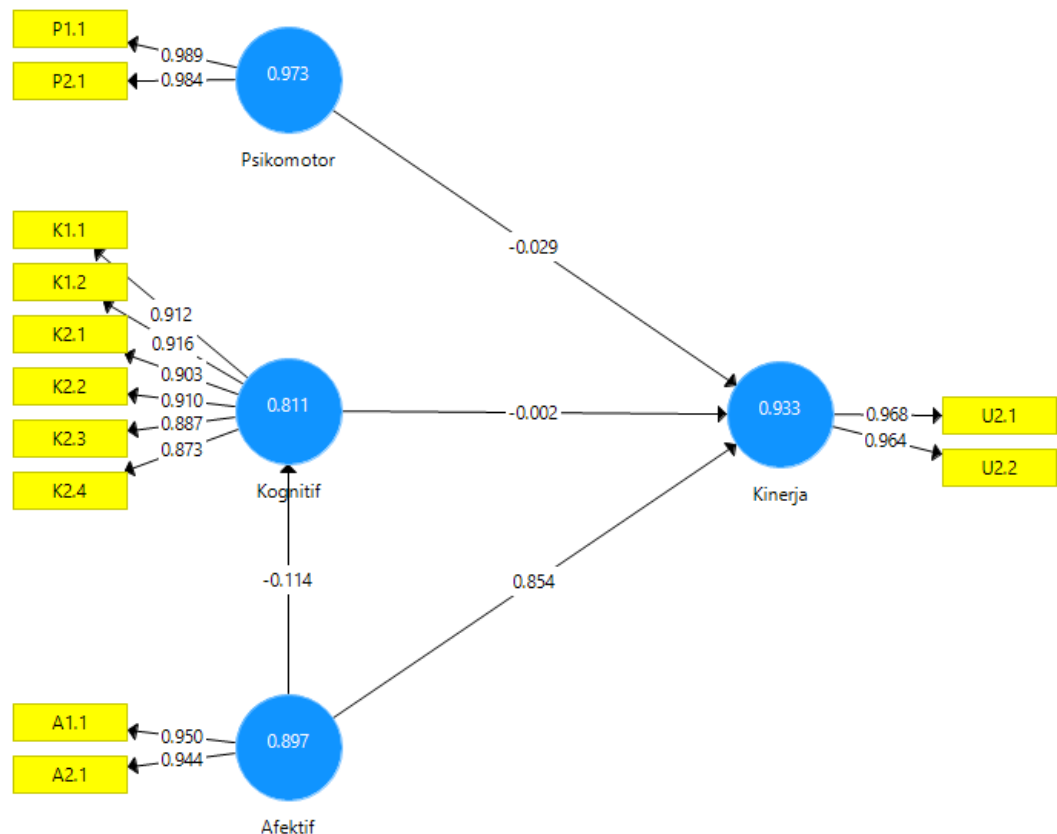 P1.1
0.989
P2.1
0.984
0.973
Psikomotor
-0.029
K1.1
K1.2
K2.1
K2.2
K2.3
K2.4
0.912
0.916
0.903
0.910
0.887
0.873
0.811
Kognitif
-0.002
0.933
Kinerja
0.968
0.964
U2.1
U2.2
-0.114
0.854
A1.1
A2.1
0.950
0.944
0.897
Afektif